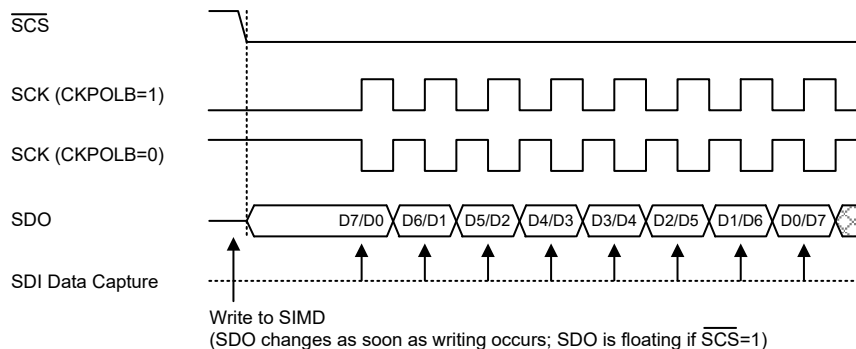 SCS
SCK (CKPOLB=1)
SCK (CKPOLB=0)
SDO
D7/D0 D6/D1 D5/D2 D4/D3 D3/D4 D2/D5 D1/D6 D0/D7
SDI Data Capture
Write to SIMD
(SDO changes as soon as writing occurs; SDO is floating if SCS=1)